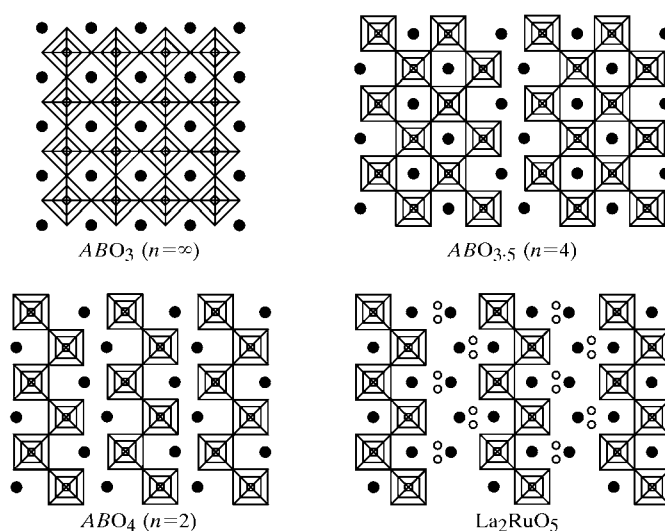 ABO₃ (n=∞)
ABO₃.₅ (n=4)
ABO₄ (n=2)
La₂RuO₅